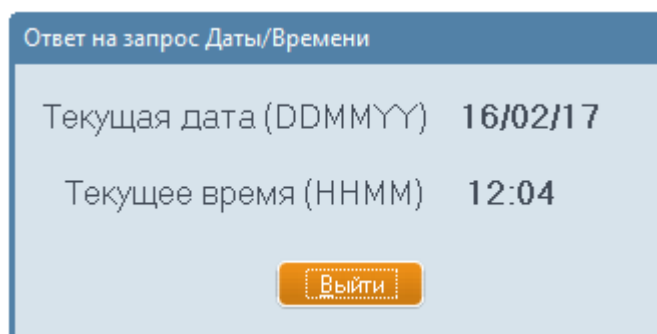 Ответ на запрос Даты/Времени
Текущая дата (DDMMYY) 16/02/17
Текущее время (HHMM) 12:04
Выйти